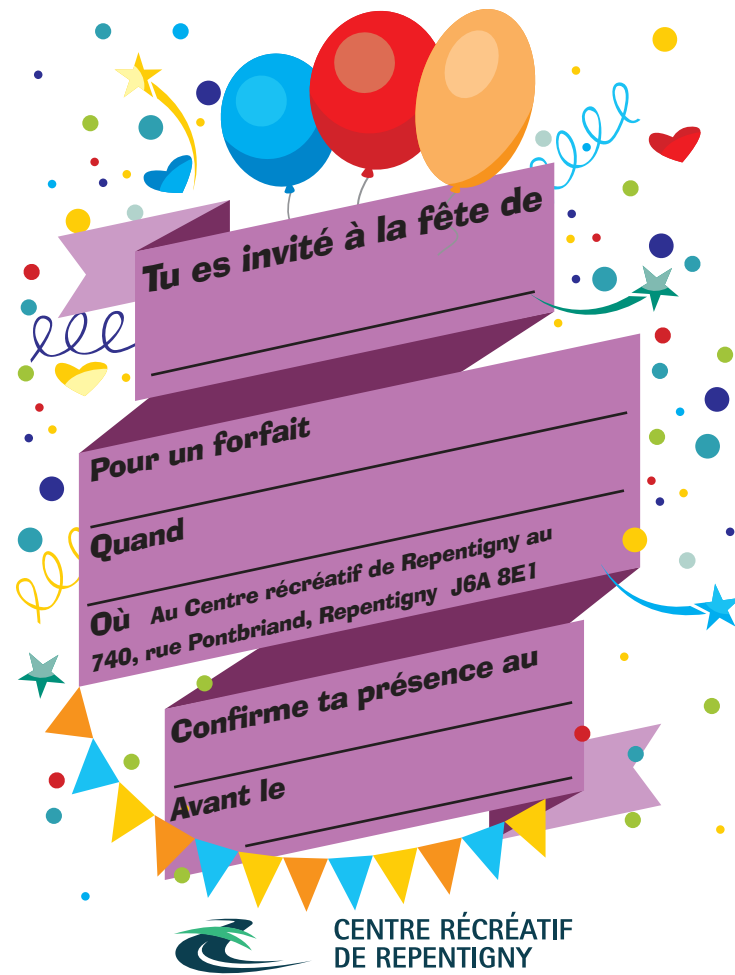 Tu es invité à la fête de
Pour un forfait
Quand
Où Au Centre récréatif de Repentigny au
740, rue Pontbriand, Repentigny J6A 8E1
Confirme ta présence au
Avant le
CENTRE RÉCRÉATIF
DE REPENTIGNY